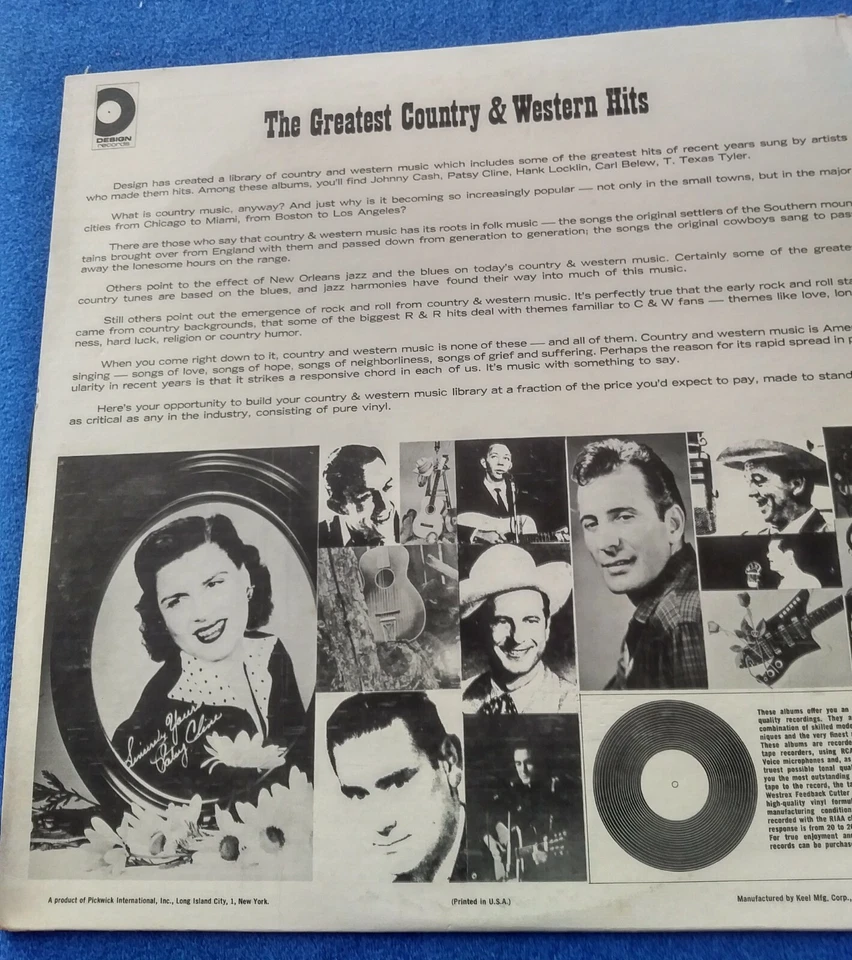 DESIGN
records
The Greatest Country & Western Hits
Design has created a library of country and western music which includes some of the greatest hits of recent years sung by artists
who made them hits. Among these albums, you'll find Johnny Cash, Patsy Cline, Hank Locklin, Carl Belew, T. Texas Tyler.
What is country music, anyway? And just why is it becoming so increasingly popular — not only in the small towns, but in the major
cities from Chicago to Miami, from Boston to Los Angeles?
There are those who say that country & western music has its roots in folk music — the songs the original settlers of the Southern moun
tains brought over from England with them and passed down from generation to generation; the songs the original cowboys sang to pas
away the lonesome hours on the range.
Others point to the effect of New Orleans jazz and the blues on today's country & western music. Certainly some of the greate
country tunes are based on the blues, and jazz harmonies have found their way into much of this music.
Still others point out the emergence of rock and roll from country & western music. It's perfectly true that the early rock and roll sta
came from country backgrounds, that some of the biggest R & R hits deal with themes familiar to C & W fans — themes like love, lon
ness, hard luck, religion or country humor.
When you come right down to it, country and western music is none of these — and all of them. Country and western music is Ame
singing — songs of love, songs of hope, songs of neighborliness, songs of grief and suffering. Perhaps the reason for its rapid spread in p
ularity in recent years is that it strikes a responsive chord in each of us. It's music with something to say.
Here's your opportunity to build your country & western music library at a fraction of the price you'd expect to pay, made to stand
as critical as any in the industry, consisting of pure vinyl.
Sincerely Yours
Patsy Cline
These albums offer you an
quality recordings. They a
combination of skilled mode
niques and the very finest
These albums are recorde
tape recorders, using RCA
Voice microphones and, as
truest possible tonal qual
you the most outstanding
tape to the record, the ta
Westrex Feedback Cutter
high-quality vinyl formul
manufacturing condition
recorded with the RIAA c
response is from 20 to 20
For true enjoyment and
records can be purchas
A product of Pickwick International, Inc., Long Island City, 1, New York.
(Printed in U.S.A.)
Manufactured by Keel Mfg. Corp.,